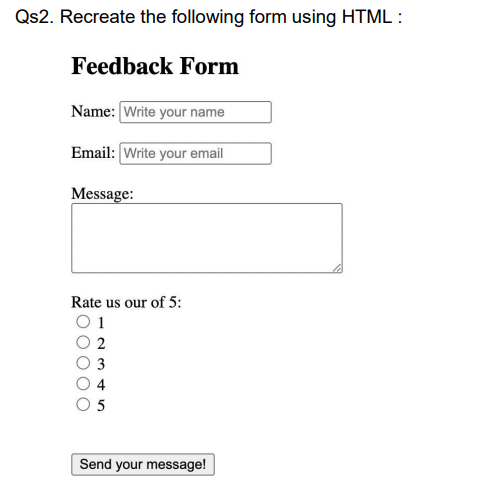 Qs2. Recreate the following form using HTML :
Feedback Form
Name: Write your name
Email: Write your email
Message:
Rate us our of 5:
1
2
3
4
5
Send your message!